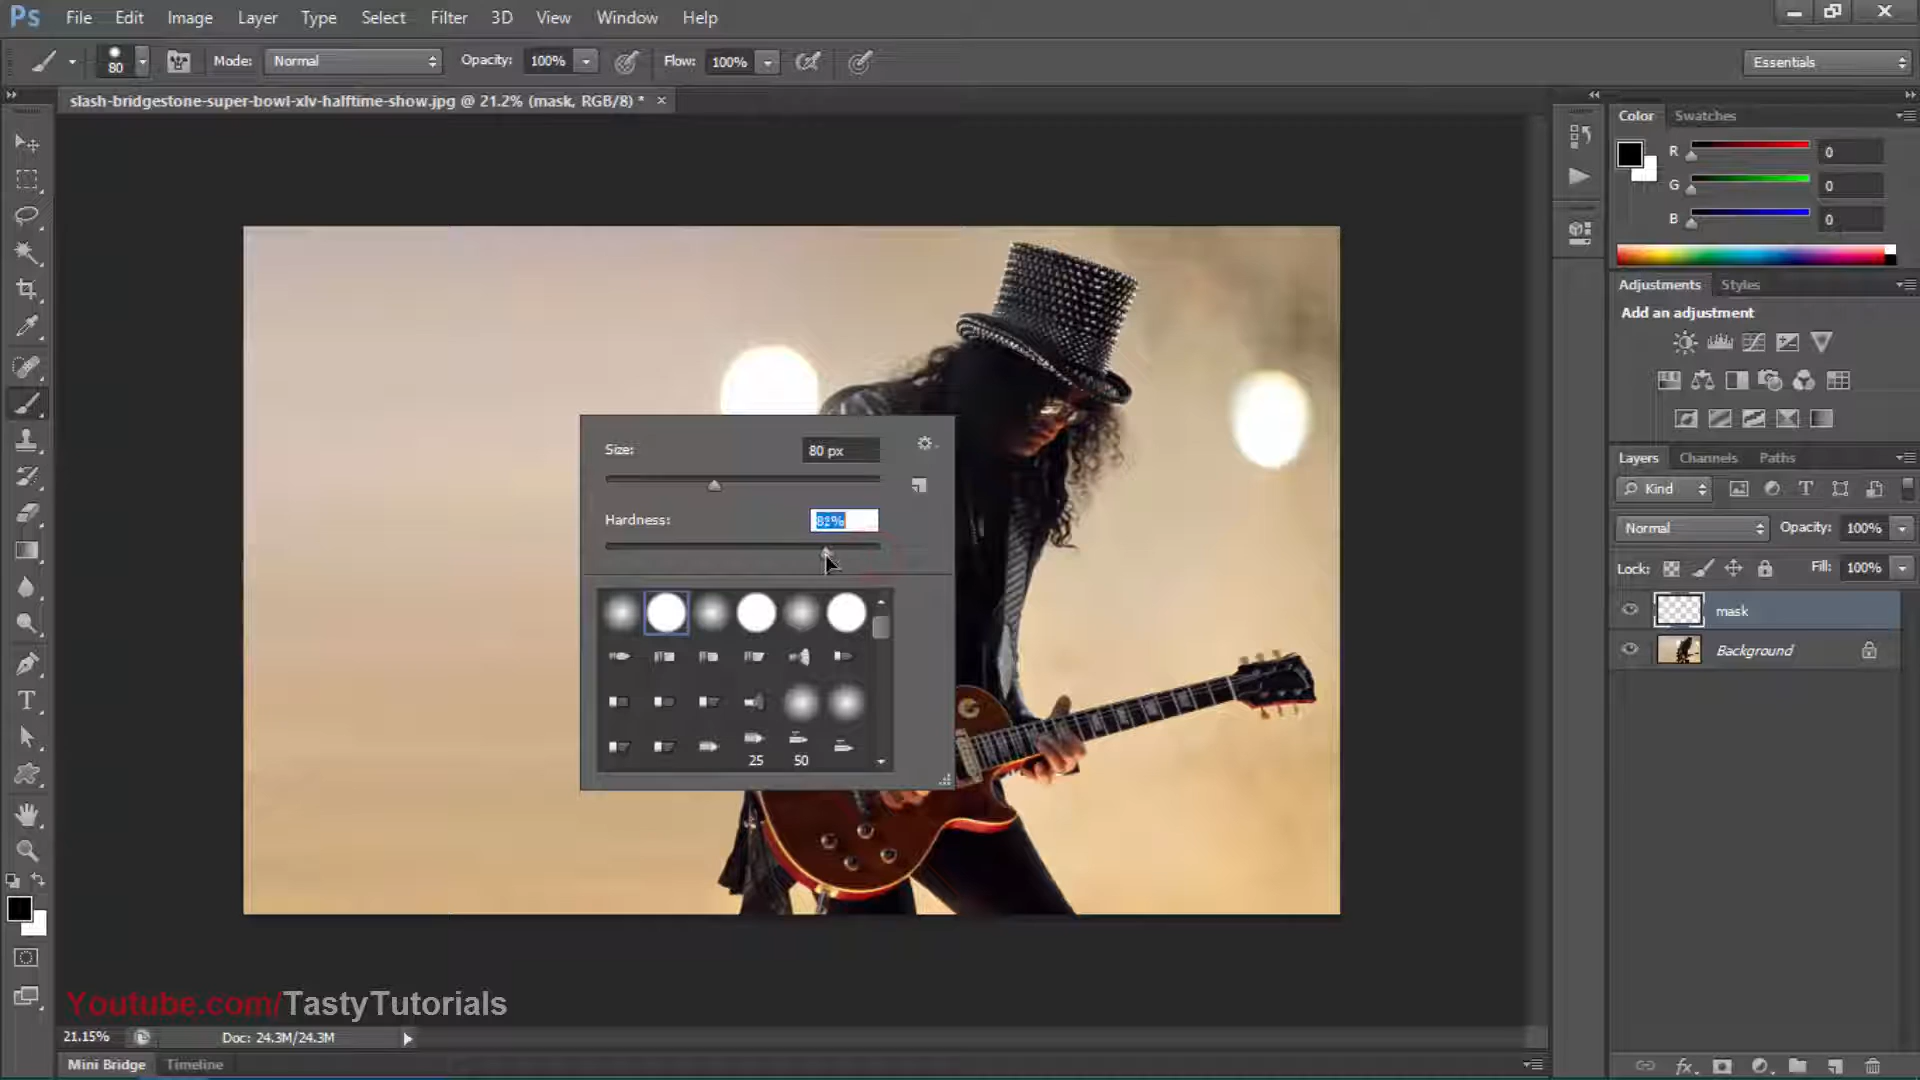 Ps File Edit Image Layer Type Select Filter 3D View Window Help
80 Mode: Normal Opacity: 100% Flow: 100% Essentials
slash-bridgestone-super-bowl-xlv-halftime-show.jpg @ 21.2% (mask, RGB/8) *
Color Swatches
R 0
G 0
B 0
Adjustments Styles
Add an adjustment
Size: 80 px
Hardness:
25 50
Layers Channels Paths
Kind
Normal Opacity: 100%
Lock: Fill: 100%
mask
Background
T
Youtube.com/TastyTutorials
21.15% Doc: 24.3M/24.3M
Mini Bridge Timeline
fx